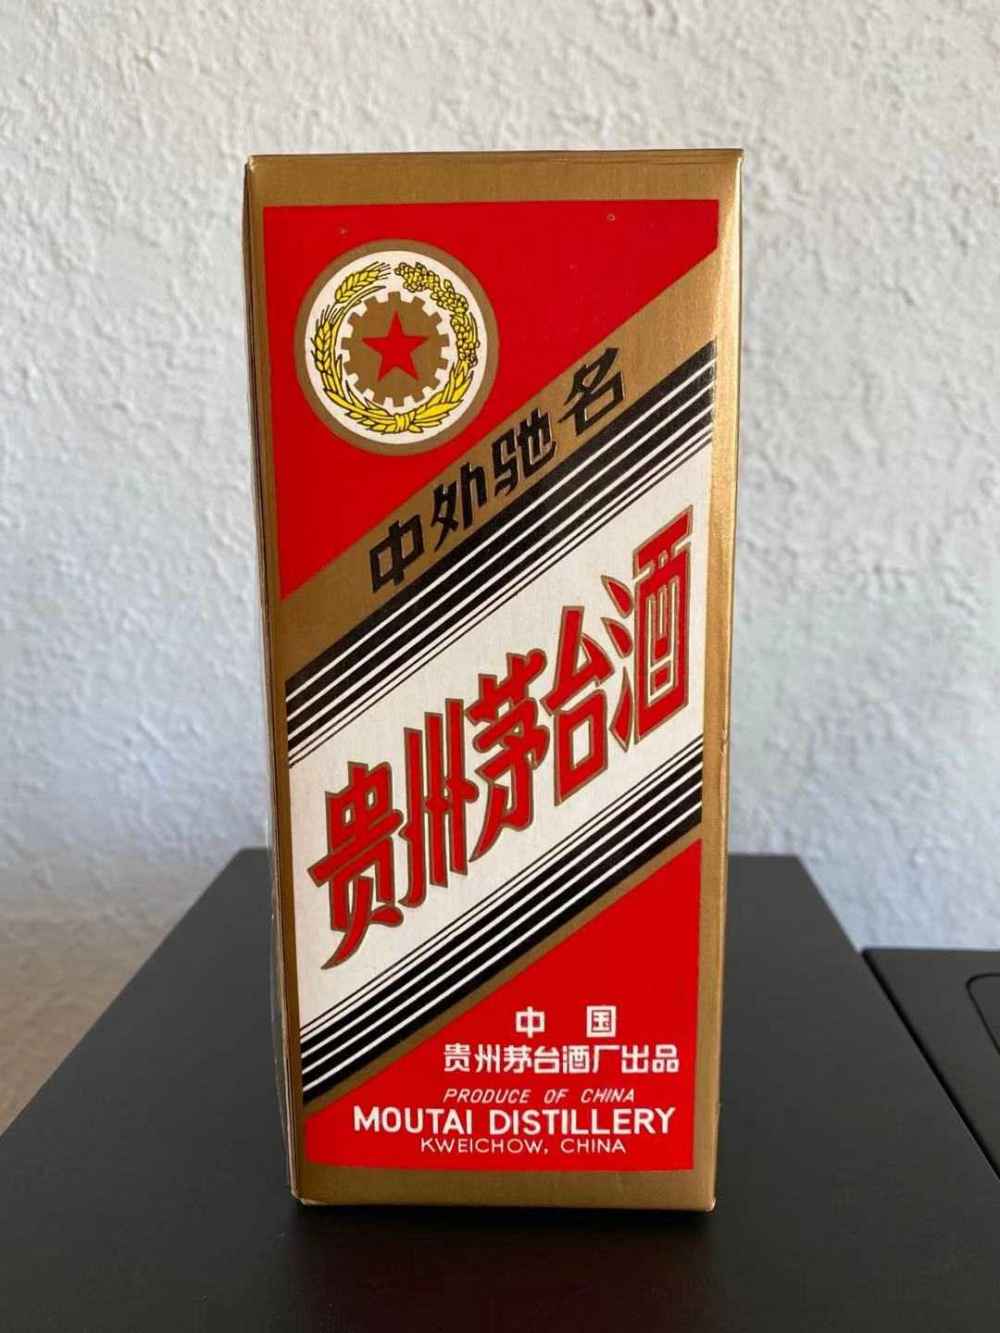 中外驰名
贵州茅台酒
中国
贵州茅台酒厂出品
PRODUCE OF CHINA
MOUTAI DISTILLERY
KWEICHOW, CHINA